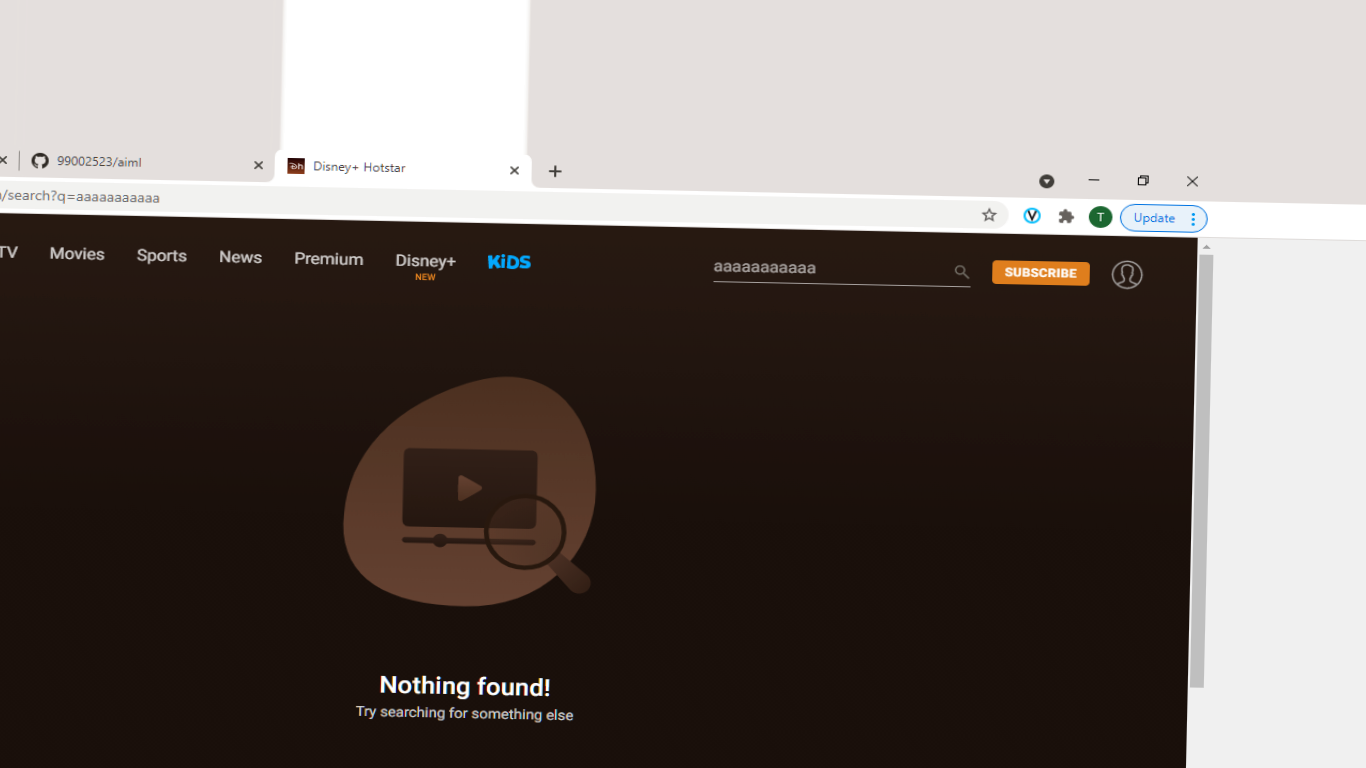 99002523/aiml
Disney+ Hotstar
/search?q=aaaaaaaaaaa
Update
T
TV
Movies
Sports
News
Premium
Disney+
NEW
KiDS
aaaaaaaaaaa
SUBSCRIBE
Nothing found!
Try searching for something else